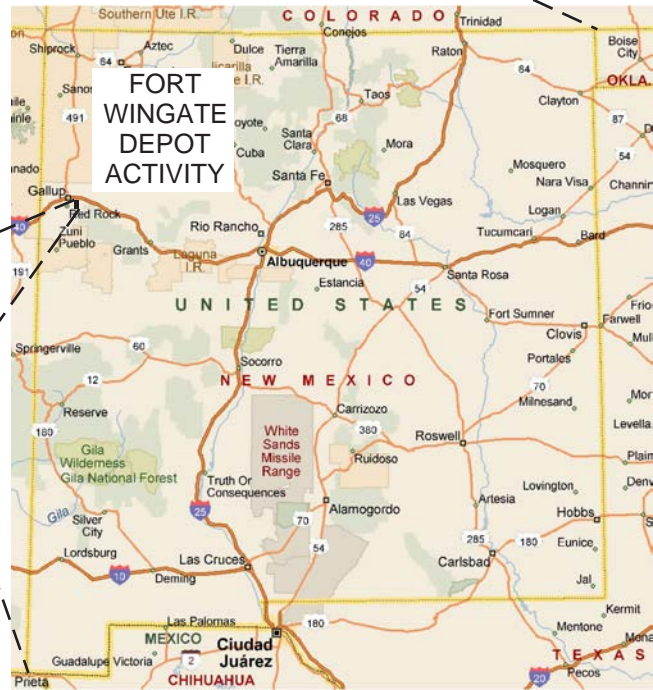 Southern Ute I.R.
COLORADO
Trinidad
Conejos
Boise City
Aztec
Dulce
Tierra Amarilla
Raton
Shiprock
64
OKLA.
FORT
WINGATE
DEPOT
ACTIVITY
64
Clayton
Taos
491
68
87
Santa Clara
Mora
54
Cuba
Mosquero
Santa Fe
Nara Visa
Gallup
Las Vegas
Logan
Red Rock
Rio Rancho
285
25
84
Tucumcari
40
Zuni Pueblo
Grants
Laguna I.R.
Albuquerque
40
Bard
191
Santa Rosa
Estancia
54
UNITED STATES
Fort Sumner
Farwell
Clovis
Springerville
60
Socorro
Portales
12
NEW MEXICO
70
Reserve
Carrizozo
Milnesand
180
White
Sands
Missile
Range
380
Roswell
Gila
Wilderness
Gila National Forest
Ruidoso
Truth Or
Consequences
Lovington
Gila
Silver City
25
70
Alamogordo
Artesia
Hobbs
54
285
180
Eunice
Lordsburg
Las Cruces
Carlsbad
10
Deming
Jal
Las Palomas
180
Kermit
MEXICO
Ciudad
Juárez
Mentone
TEXAS
Guadalupe Victoria
2
CHIHUAHUA
20
Pecos